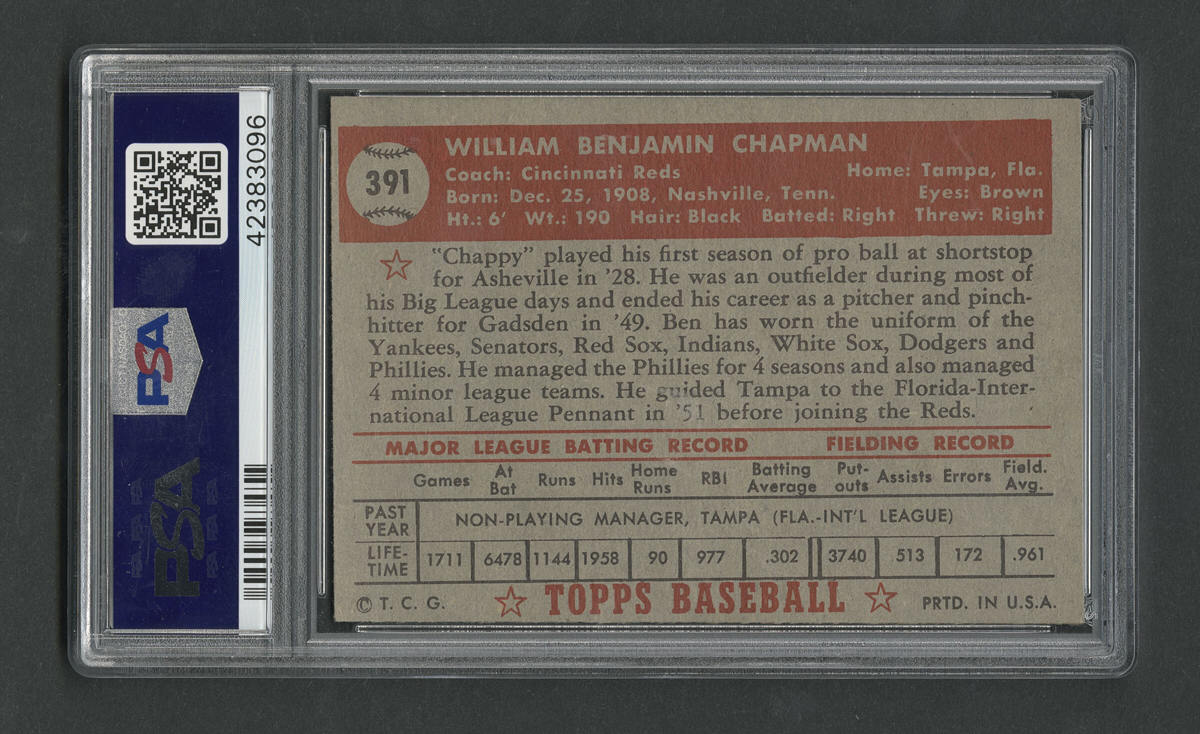 42383096
PSA
PSA
391
WILLIAM BENJAMIN CHAPMAN
Coach: Cincinnati Reds Home: Tampa, Fla.
Born: Dec. 25, 1908, Nashville, Tenn. Eyes: Brown
Ht.: 6' Wt.: 190 Hair: Black Batted: Right Threw: Right
"Chappy" played his first season of pro ball at shortstop
for Asheville in '28. He was an outfielder during most of
his Big League days and ended his career as a pitcher and pinch-
hitter for Gadsden in '49. Ben has worn the uniform of the
Yankees, Senators, Red Sox, Indians, White Sox, Dodgers and
Phillies. He managed the Phillies for 4 seasons and also managed
4 minor league teams. He guided Tampa to the Florida-Inter-
national League Pennant in '51 before joining the Reds.
MAJOR LEAGUE BATTING RECORD FIELDING RECORD
Games At Bat Runs Hits Home Runs RBI Batting Average Put-outs Assists Errors Field. Avg.
PAST YEAR NON-PLAYING MANAGER, TAMPA (FLA.-INT'L LEAGUE)
LIFE-TIME 1711 6478 1144 1958 90 977 .302 3740 513 172 .961
© T. C. G. TOPPS BASEBALL PRTD. IN U.S.A.